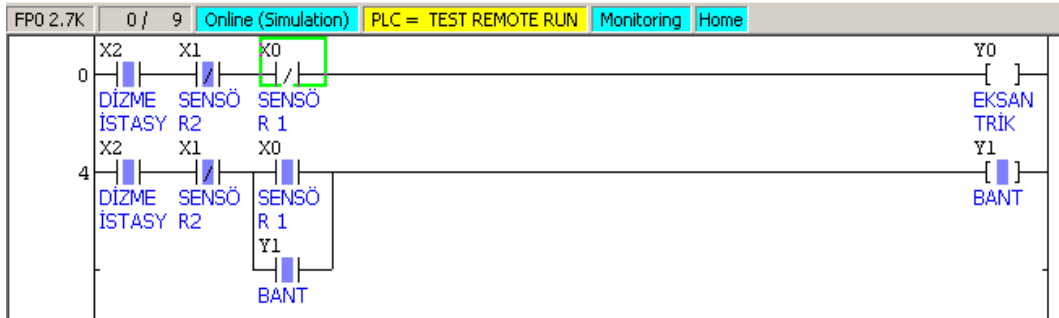 FP0 2.7K 0 / 9 Online (Simulation) PLC = TEST REMOTE RUN Monitoring Home
X2 X1 X0 Y0
0
DİZME SENSÖ SENSÖ EKSAN
İSTASY R2 R 1 TRİK
X2 X1 X0 Y1
4
DİZME SENSÖ SENSÖ BANT
İSTASY R2 R 1
Y1
BANT